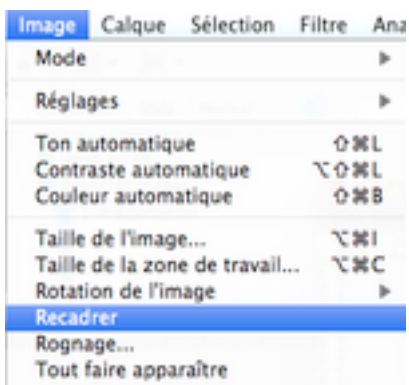 Image Calque Sélection Filtre Ana
Mode
Réglages
Ton automatique ⇧⌘L
Contraste automatique ⌥⇧⌘L
Couleur automatique ⇧⌘B
Taille de l'image... ⌥⌘I
Taille de la zone de travail... ⌥⌘C
Rotation de l'image
Recadrer
Rognage...
Tout faire apparaître